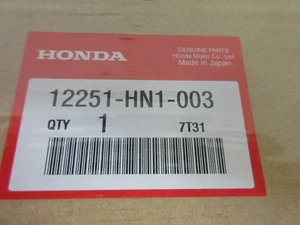 HONDA
GENUINE PARTS
Honda Motor Co., Ltd.
Made in Japan
12251-HN1-003
QTY 1 7T31